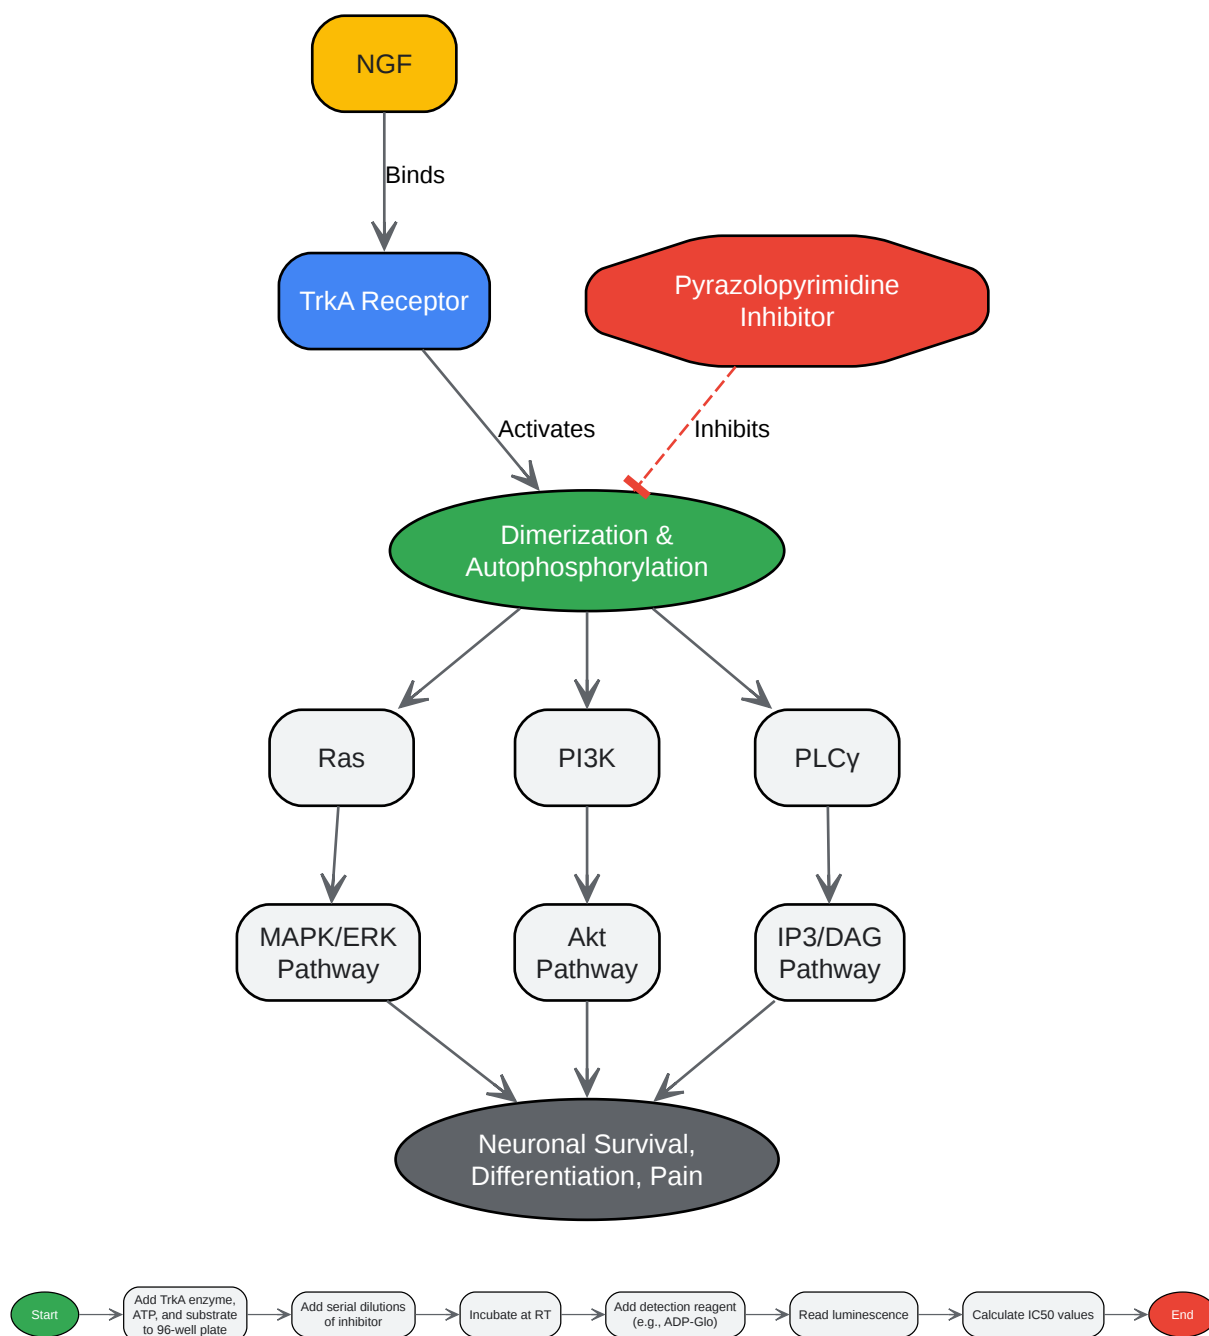 NGF
Binds
TrkA Receptor
Pyrazolopyrimidine
Inhibitor
Activates
Inhibits
Dimerization &
Autophosphorylation
Ras
PI3K
PLCγ
MAPK/ERK
Pathway
Akt
Pathway
IP3/DAG
Pathway
Neuronal Survival,
Differentiation, Pain
Start
Add TrkA enzyme,
ATP, and substrate
to 96-well plate
Add serial dilutions
of inhibitor
Incubate at RT
Add detection reagent
(e.g., ADP-Glo)
Read luminescence
Calculate IC50 values
End